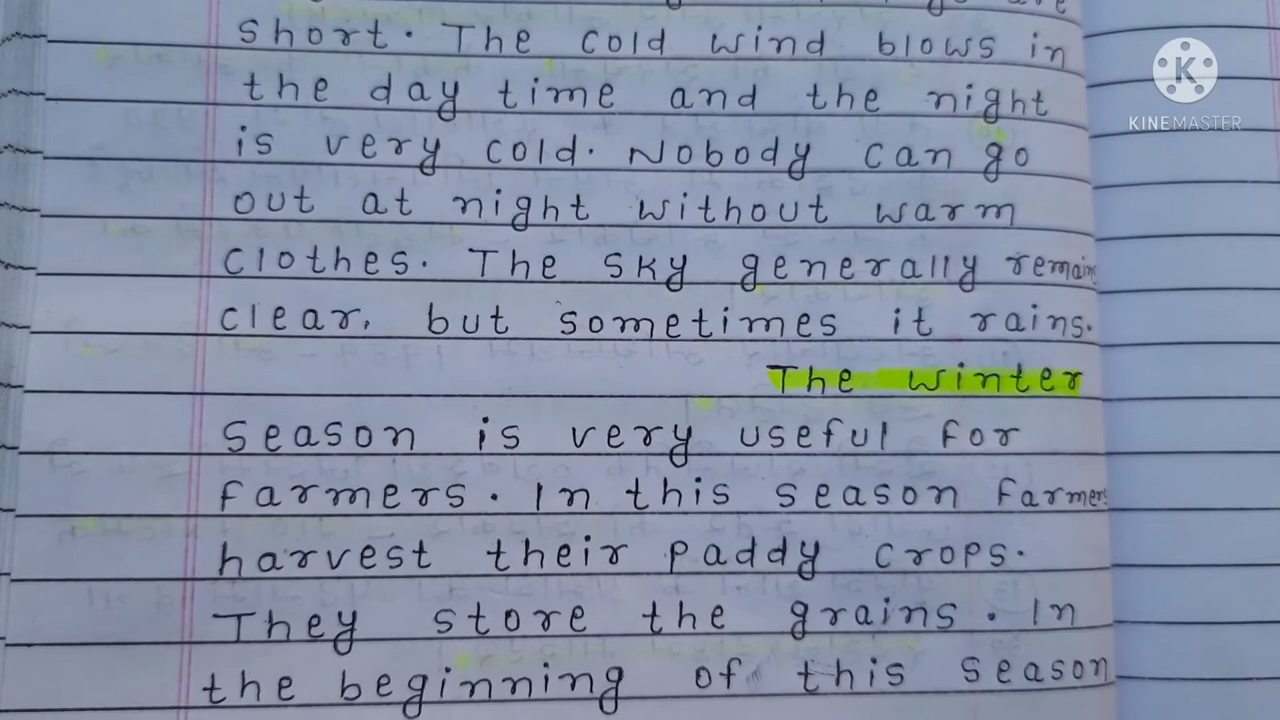 short. The cold wind blows in
the day time and the night
is very cold. Nobody can go
out at night without warm
clothes. The sky generally remains
clear, but sometimes it rains.
The winter
season is very useful for
farmers. In this season farmers
harvest their paddy crops.
They store the grains. In
the beginning of this season
K
KINEMASTER